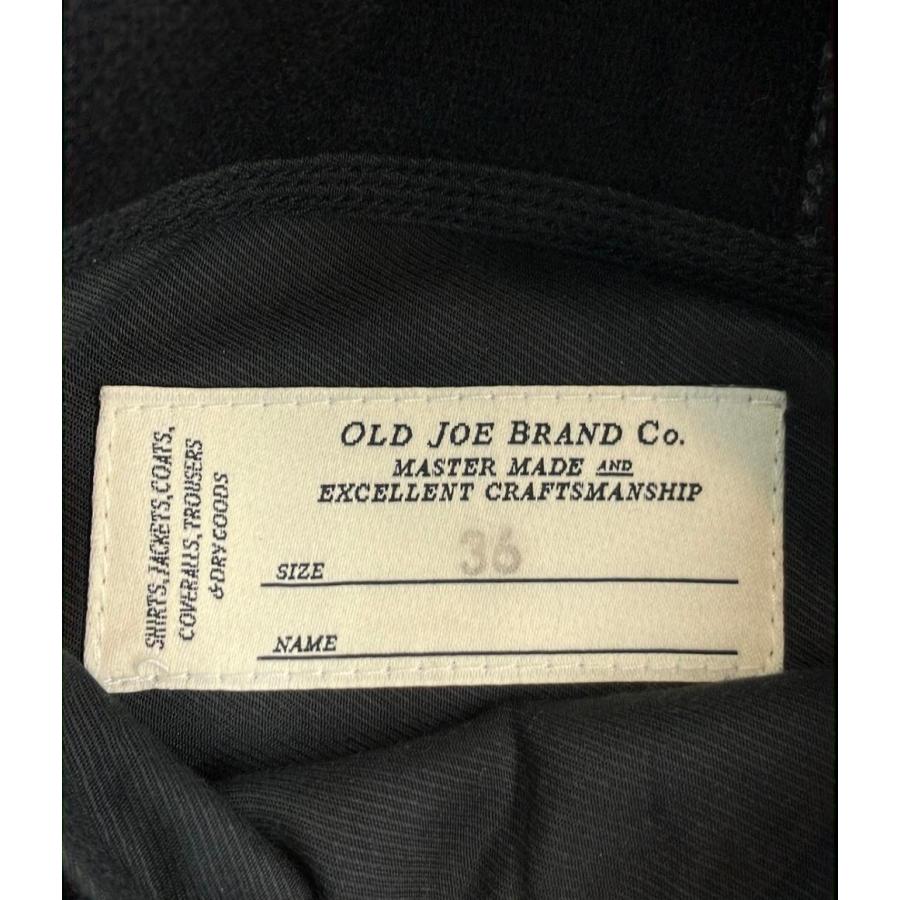 OLD JOE BRAND CO.
MASTER MADE AND
EXCELLENT CRAFTSMANSHIP
SIZE 36
NAME
SHIRTS, JACKETS, COATS,
COVERALLS, TROUSERS
& DRY GOODS